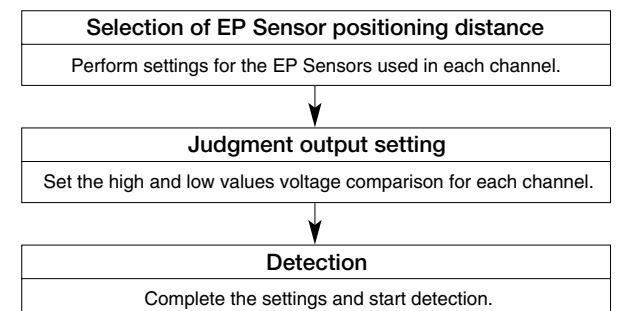 Selection of EP Sensor positioning distance
Perform settings for the EP Sensors used in each channel.
Judgment output setting
Set the high and low values voltage comparison for each channel.
Detection
Complete the settings and start detection.